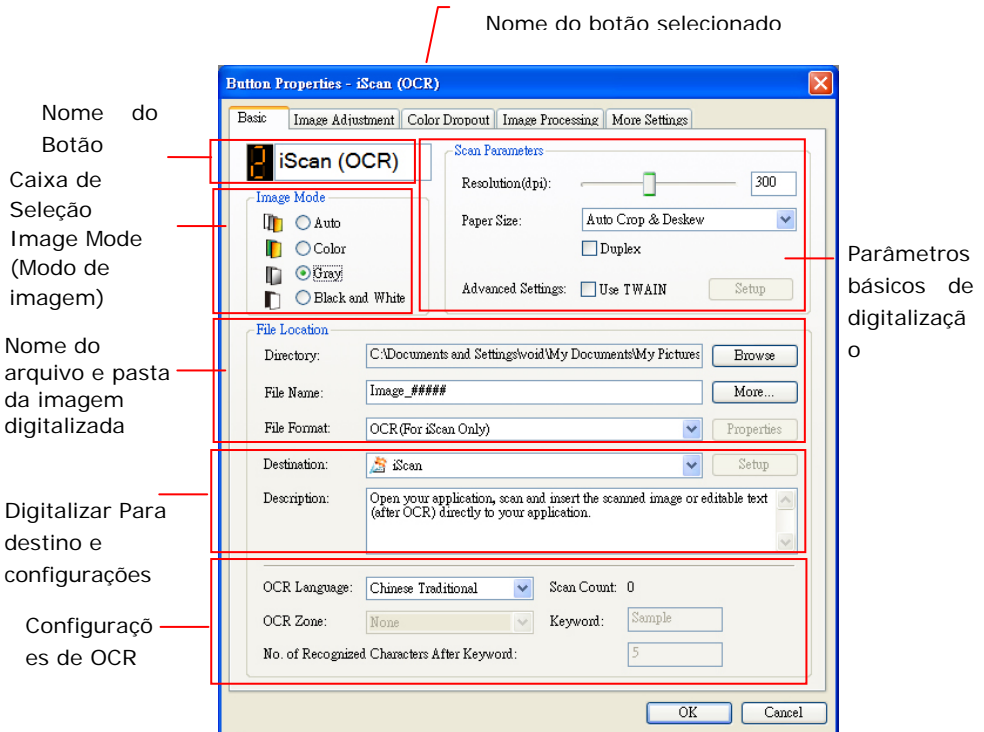 Nome do botão selecionado
Button Properties - iScan (OCR)
Basic Image Adjustment Color Dropout Image Processing More Settings
Nome do
Botão
2 iScan (OCR)
Caixa de
Seleção
Image Mode
(Modo de
imagem)
Image Mode
Auto
Color
Gray
Black and White
Scan Parameters
Resolution(dpi): 300
Paper Size: Auto Crop & Deskew
Duplex
Advanced Settings: Use TWAIN Setup
Parâmetros
básicos de
digitalizaçã
o
Nome do
arquivo e pasta
da imagem
digitalizada
File Location
Directory: C:\Documents and Settings\void\My Documents\My Pictures Browse
File Name: Image_##### More...
File Format: OCR(For iScan Only) Properties
Digitalizar Para
destino e
configurações
Destination: iScan Setup
Description: Open your application, scan and insert the scanned image or editable text
(after OCR) directly to your application.
Configuraçõ
es de OCR
OCR Language: Chinese Traditional Scan Count: 0
OCR Zone: None Keyword: Sample
No. of Recognized Characters After Keyword: 5
OK Cancel